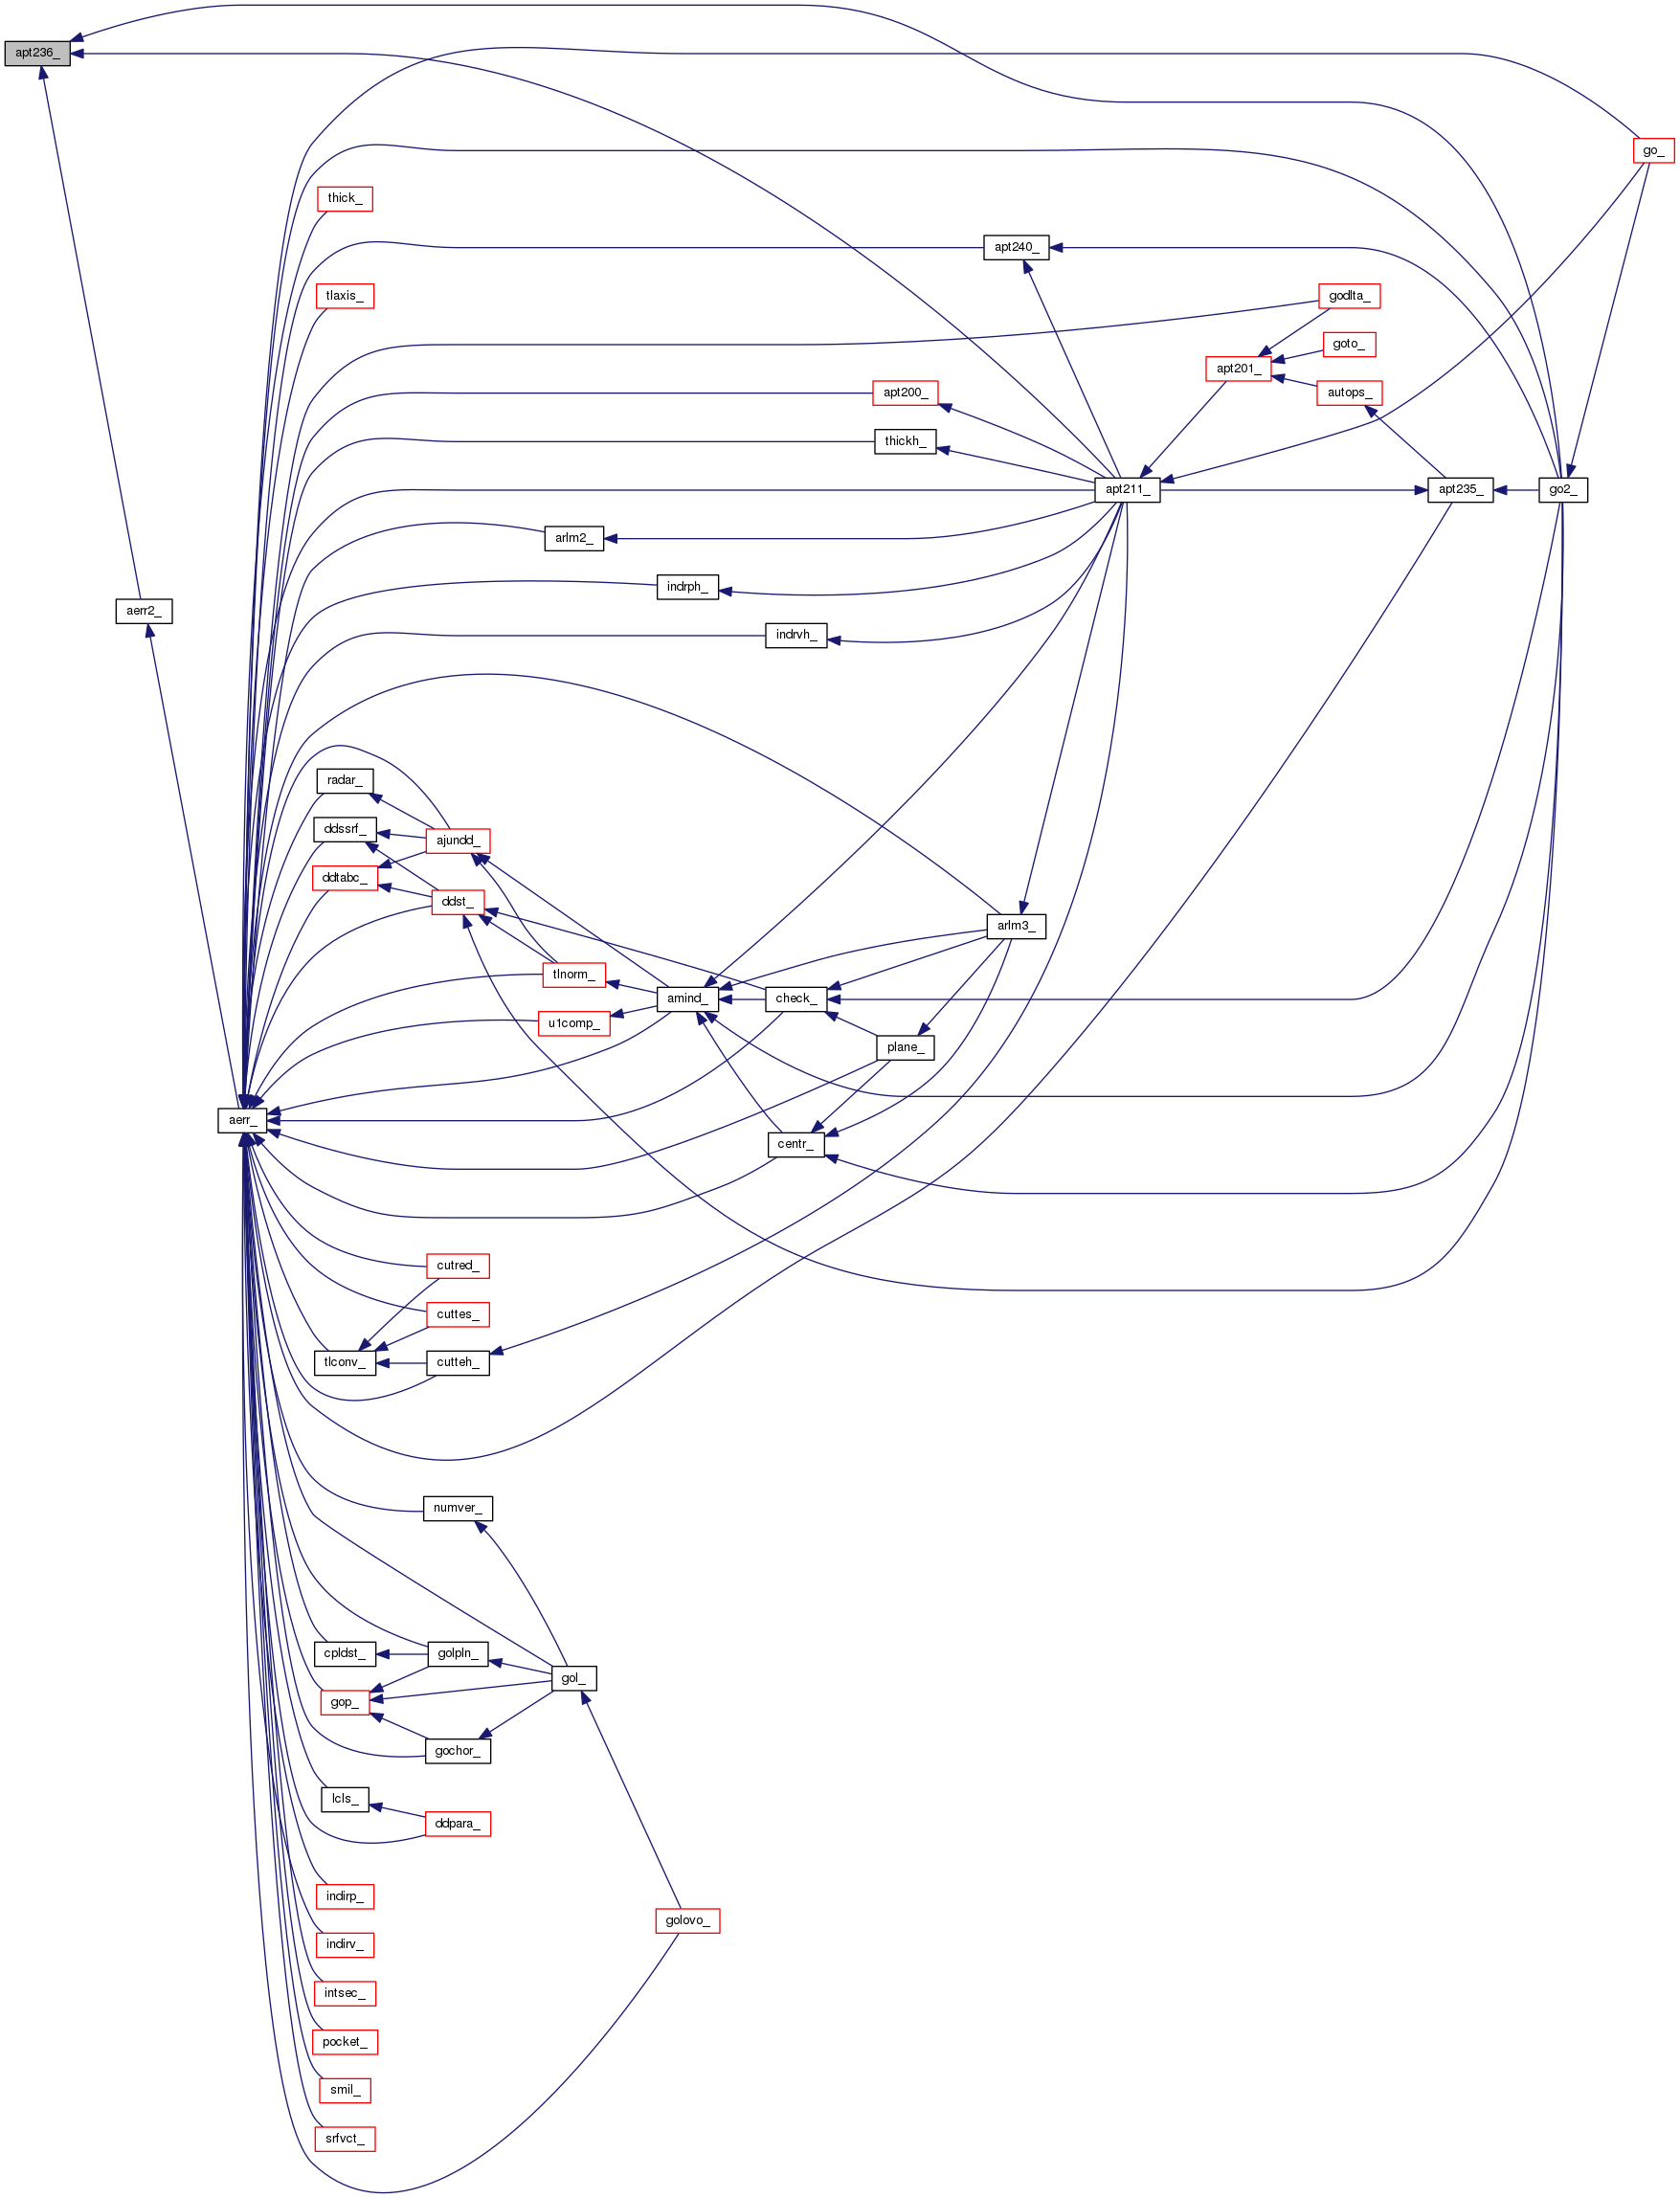 apt236_
go_
thick_
apt240_
tlaxis_
godlta_
goto_
apt201_
autops_
apt200_
thickh_
apt211_
apt235_
go2_
arlm2_
indrph_
aerr2_
indrvh_
radar_
ddssrf_
ajundd_
ddtabc_
ddst_
arlm3_
tlnorm_
amind_
check_
u1comp_
plane_
aerr_
centr_
cutred_
cuttes_
tlconv_
cutteh_
numver_
cpldst_
golpln_
gol_
gop_
gochor_
lcls_
ddpara_
indirp_
golovo_
indirv_
intsec_
pocket_
smil_
srfvct_